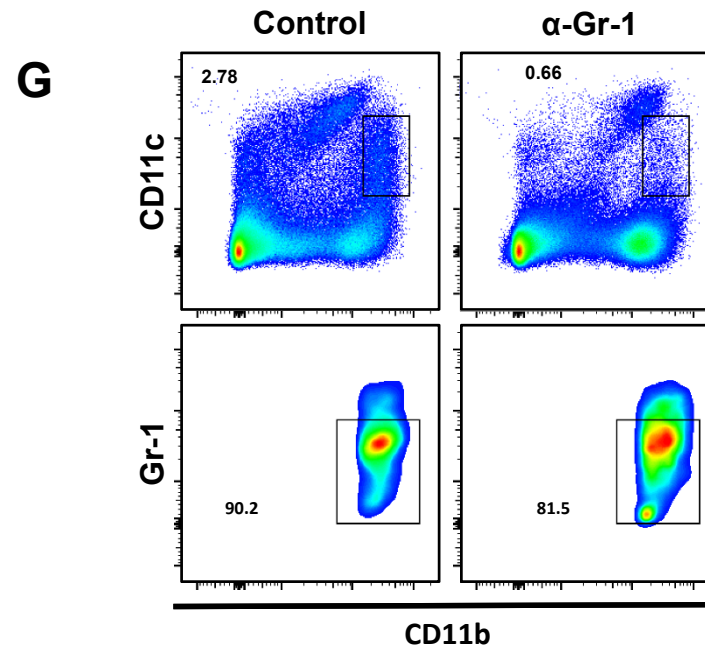 G
Control
α-Gr-1
CD11c
2.78
0.66
Gr-1
90.2
81.5
CD11b